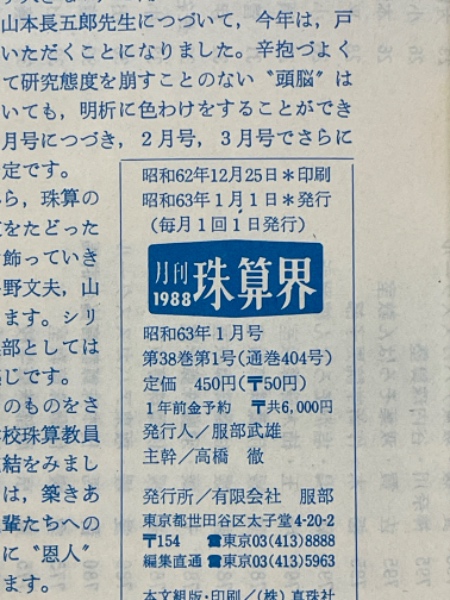 山本長五郎先生につづいて，今年は，戸
いただくことになりました。辛抱づよく
て研究態度を崩すことのない〝頭脳〟は
いても，明析に色わけをすることができ
月号につづき，2月号，3月号でさらに
定です。
ら，珠算の
をたどった
飾っていき
野文夫，山
ます。シリ
部としては
じです。
のものをさ
校珠算教員
結をみまし
は，築きあ
輩たちへの
に〝恩人〟
ます。
昭和62年12月25日＊印刷
昭和63年1月1日＊発行
（毎月1回1日発行）
月刊
1988 珠算界
昭和63年1月号
第38巻第1号（通巻404号）
定価　450円（〒50円）
1年前金予約　〒共6,000円
発行人／服部武雄
主幹／高橋　徹
発行所／有限会社　服部
東京都世田谷区太子堂4-20-2
〒154　☎東京03(413)8888
編集直通　☎東京03(413)5963
本文組版・印刷／(株)真珠社